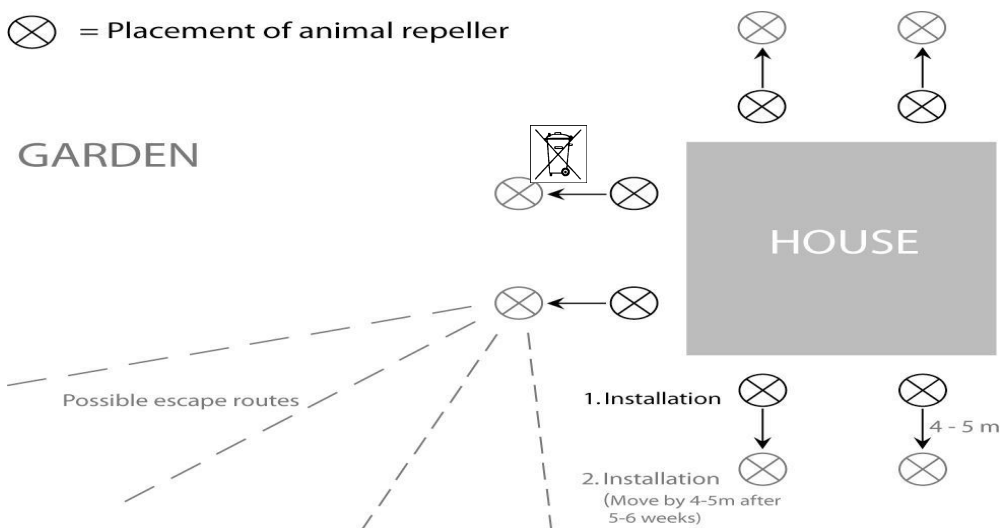 = Placement of animal repeller
GARDEN
HOUSE
Possible escape routes
1. Installation
4 - 5 m
2. Installation
(Move by 4-5m after
5-6 weeks)